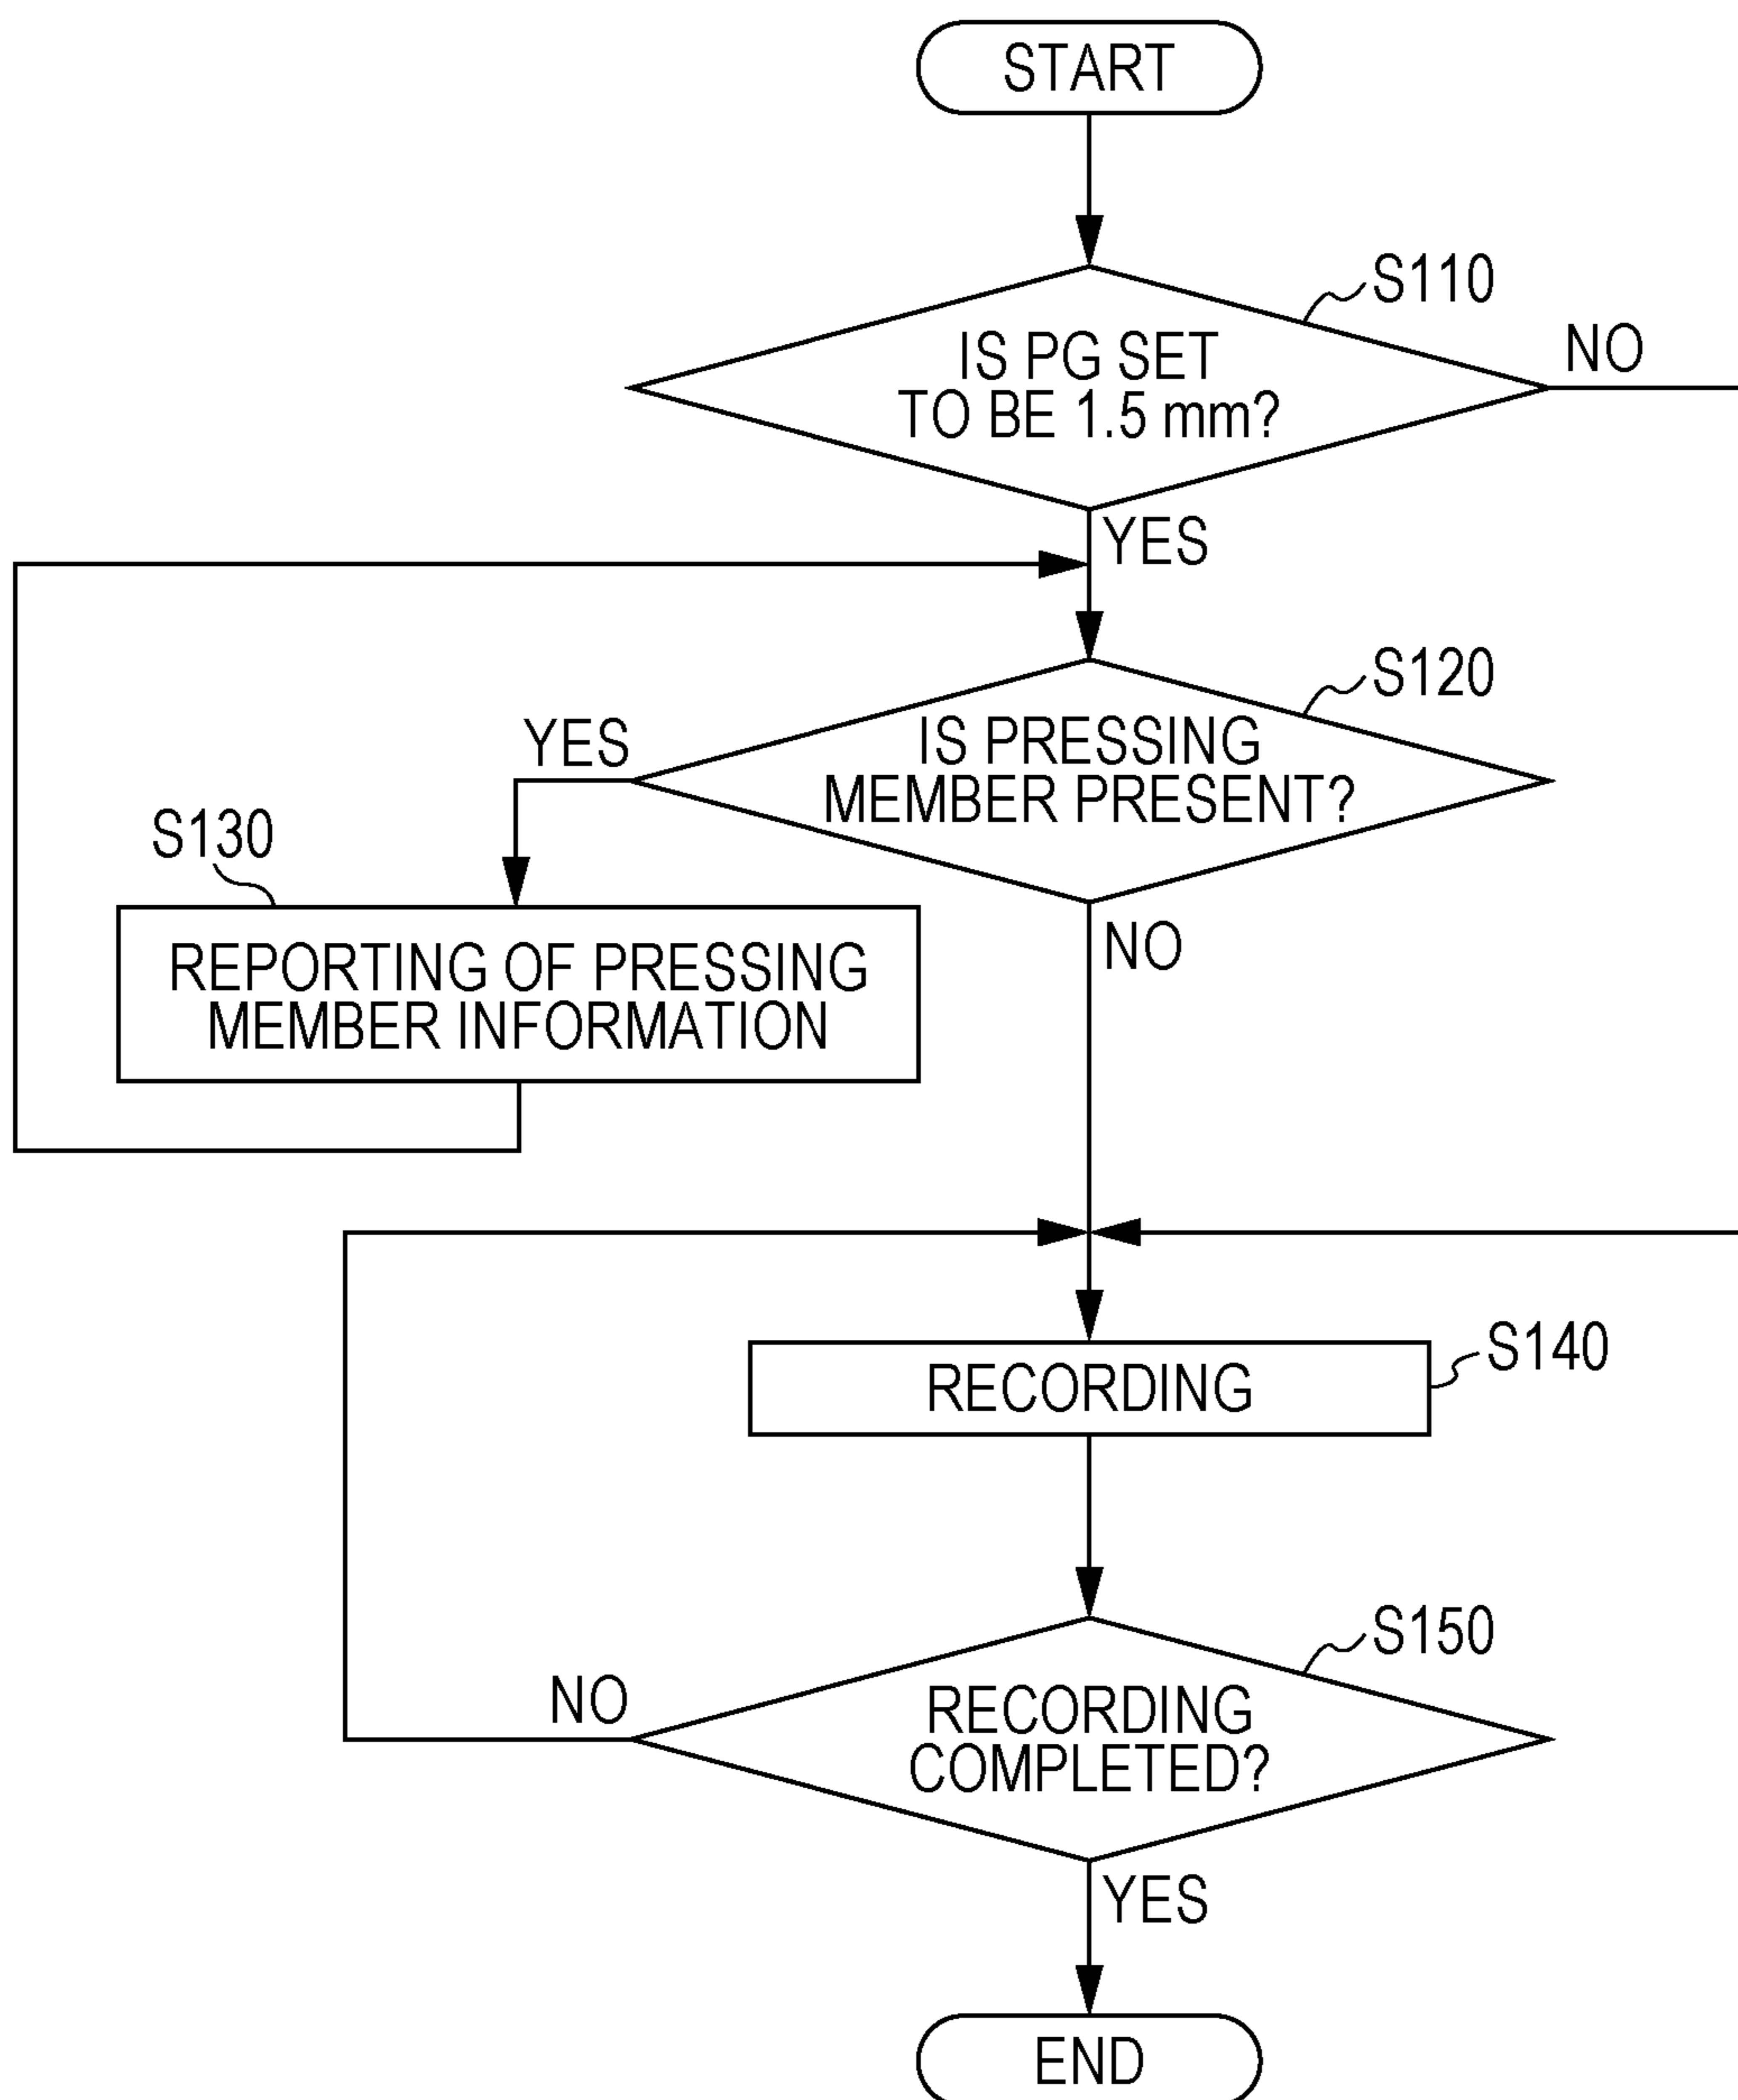 START
S110
IS PG SET
TO BE 1.5 mm?
NO
YES
S120
IS PRESSING
MEMBER PRESENT?
YES
S130
REPORTING OF PRESSING
MEMBER INFORMATION
NO
RECORDING
S140
S150
RECORDING
COMPLETED?
NO
YES
END